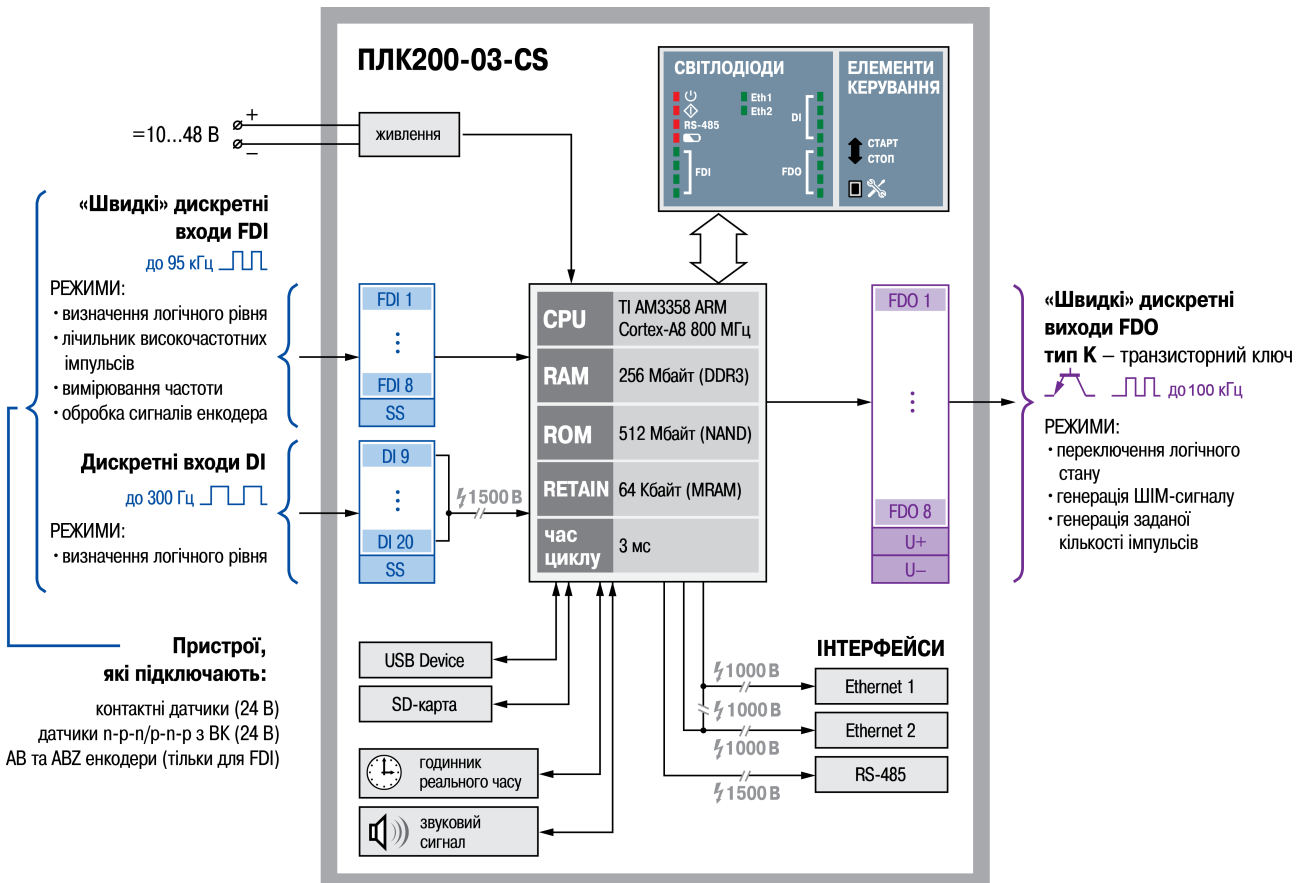 ПЛК200-03-CS
СВІТЛОДІОДИ
Eth1
Eth2
RS-485
DI
FDI
FDO
ЕЛЕМЕНТИ
КЕРУВАННЯ
СТАРТ
СТОП
=10...48 В
+
–
живлення
«Швидкі» дискретні
входи FDI
до 95 кГц
РЕЖИМИ:
· визначення логічного рівня
· лічильник високочастотних
імпульсів
· вимірювання частоти
· обробка сигналів енкодера
Дискретні входи DI
до 300 Гц
РЕЖИМИ:
· визначення логічного рівня
Пристрої,
які підключають:
контактні датчики (24 В)
датчики n-p-n/p-n-p з ВК (24 В)
AB та ABZ енкодери (тільки для FDI)
FDI 1
FDI 8
SS
DI 9
DI 20
SS
1500 В
CPU
TI AM3358 ARM
Cortex-A8 800 МГц
RAM
256 Мбайт (DDR3)
ROM
512 Мбайт (NAND)
RETAIN
64 Кбайт (MRAM)
час
циклу
3 мс
FDO 1
FDO 8
U+
U–
«Швидкі» дискретні
виходи FDO
тип К – транзисторний ключ
до 100 кГц
РЕЖИМИ:
· переключення логічного
стану
· генерація ШІМ-сигналу
· генерація заданої
кількості імпульсів
USB Device
SD-карта
годинник
реального часу
звуковий
сигнал
ІНТЕРФЕЙСИ
1000 В
Ethernet 1
1000 В
Ethernet 2
1000 В
RS-485
1500 В